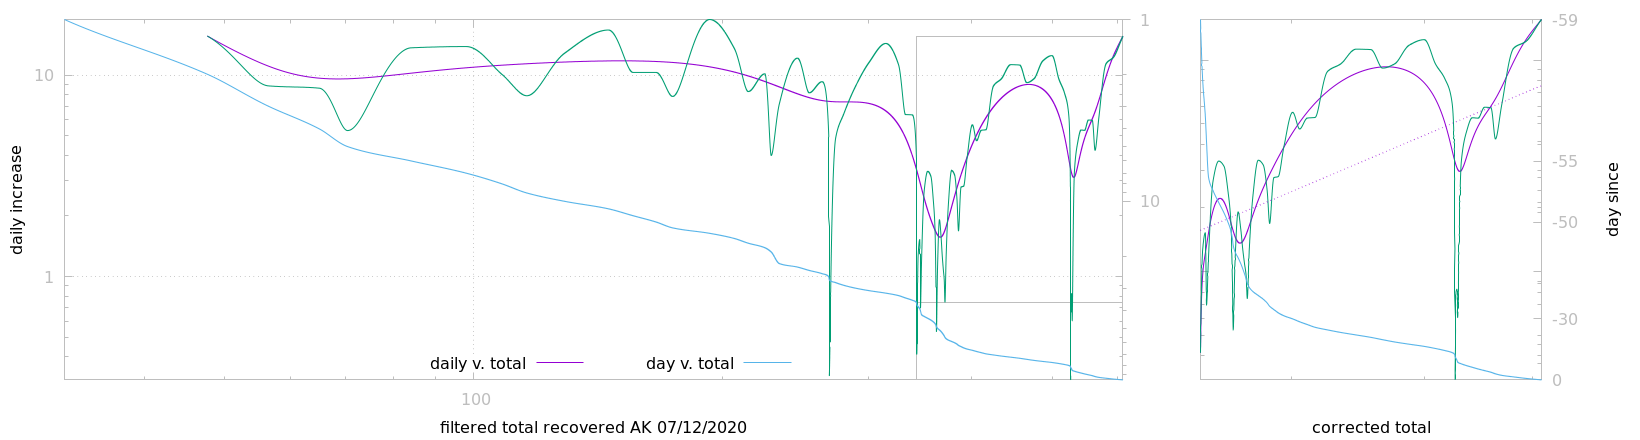 daily increase
10
1
daily v. total
day v. total
100
filtered total recovered AK 07/12/2020
1
10
-59
-55
-50
-30
0
day since
corrected total